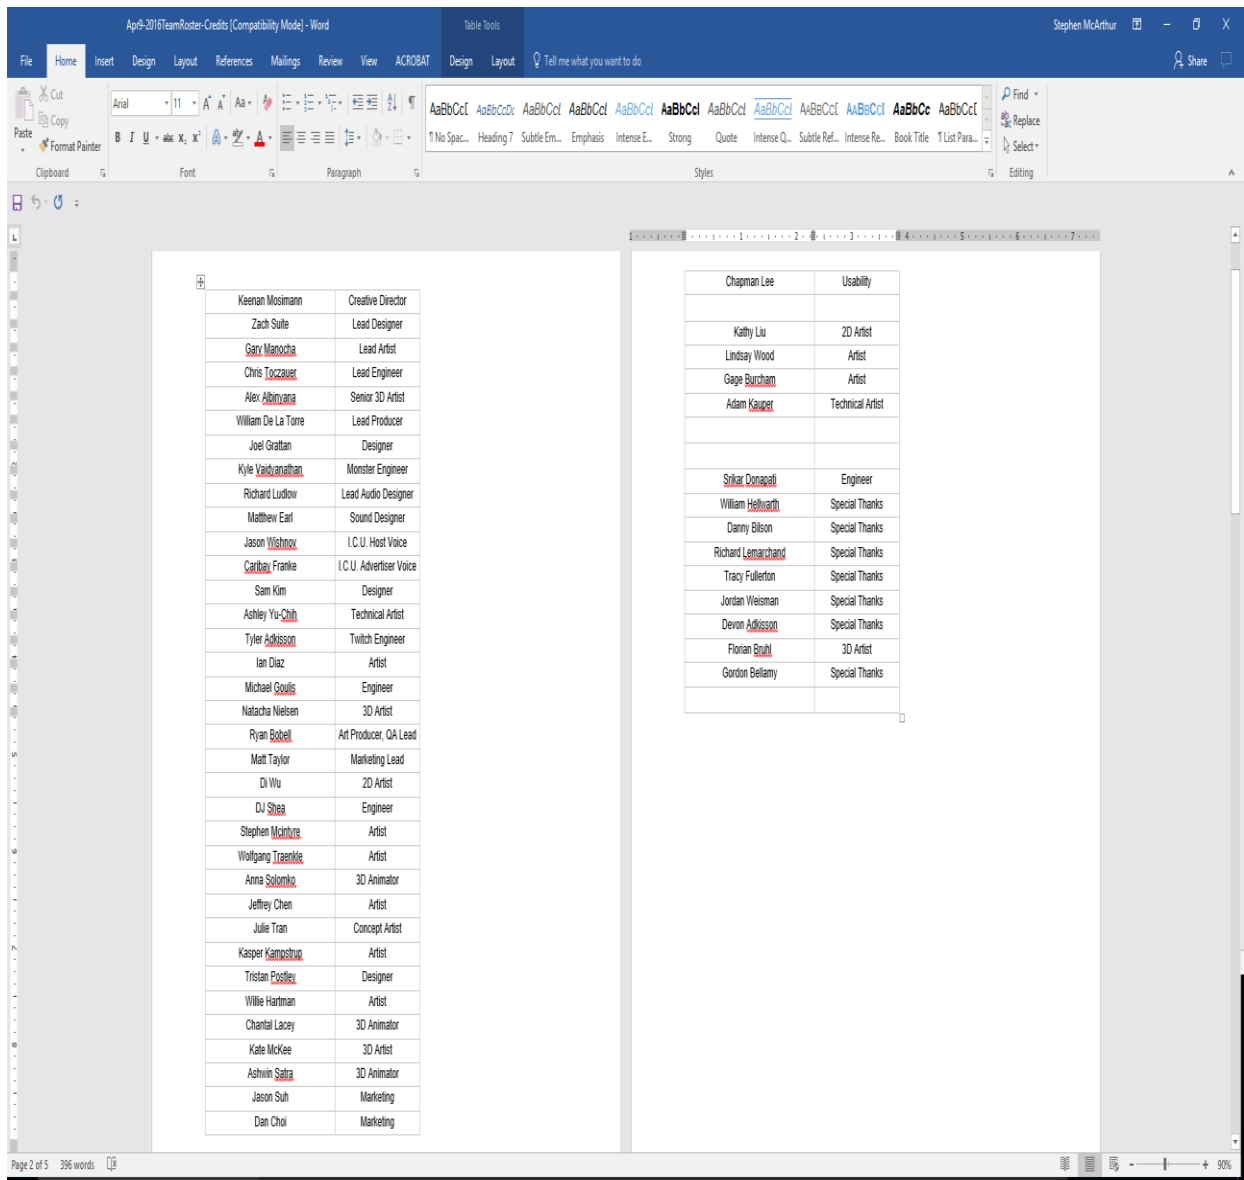 Apr9-2016TeamRoster-Credits [Compatibility Mode] - Word
Table Tools
Stephen McArthur
File Home Insert Design Layout References Mailings Review View ACROBAT Design Layout Tell me what you want to do
Share
Paste
Cut
Copy
Format Painter
Clipboard
Arial 11
Font
Paragraph
AaBbCcI AaBbCcDc AaBbCcI AaBbCcI AaBbCcI AaBbCcI AaBbCcI AaBbCcI AaBbCcI AaBbCcI AaBbCc AaBbCcI
¶ No Spac... Heading 7 Subtle Em... Emphasis Intense E... Strong Quote Intense Q... Subtle Ref... Intense Re... Book Title ¶ List Para...
Styles
Find
Replace
Select
Editing
Keenan Mosimann Creative Director
Zach Suite Lead Designer
Gary Manocha Lead Artist
Chris Toczauer Lead Engineer
Alex Albinyana Senior 3D Artist
William De La Torre Lead Producer
Joel Grattan Designer
Kyle Vaidyanathan Monster Engineer
Richard Ludlow Lead Audio Designer
Matthew Earl Sound Designer
Jason Wishnov I.C.U. Host Voice
Caribay Franke I.C.U. Advertiser Voice
Sam Kim Designer
Ashley Yu-Chih Technical Artist
Tyler Adkisson Twitch Engineer
Ian Diaz Artist
Michael Goulis Engineer
Natacha Nielsen 3D Artist
Ryan Bobell Art Producer, QA Lead
Matt Taylor Marketing Lead
Di Wu 2D Artist
DJ Shea Engineer
Stephen Mcintyre Artist
Wolfgang Traenkle Artist
Anna Solomko 3D Animator
Jeffrey Chen Artist
Julie Tran Concept Artist
Kasper Kampstrup Artist
Tristan Postley Designer
Willie Hartman Artist
Chantal Lacey 3D Animator
Kate McKee 3D Artist
Ashwin Satra 3D Animator
Jason Suh Marketing
Dan Choi Marketing
Chapman Lee Usability
Kathy Liu 2D Artist
Lindsay Wood Artist
Gage Burcham Artist
Adam Kauper Technical Artist
Srikar Donapati Engineer
William Hellwarth Special Thanks
Danny Bilson Special Thanks
Richard Lemarchand Special Thanks
Tracy Fullerton Special Thanks
Jordan Weisman Special Thanks
Devon Adkisson Special Thanks
Florian Bruhl 3D Artist
Gordon Bellamy Special Thanks
Page 2 of 5 396 words
90%